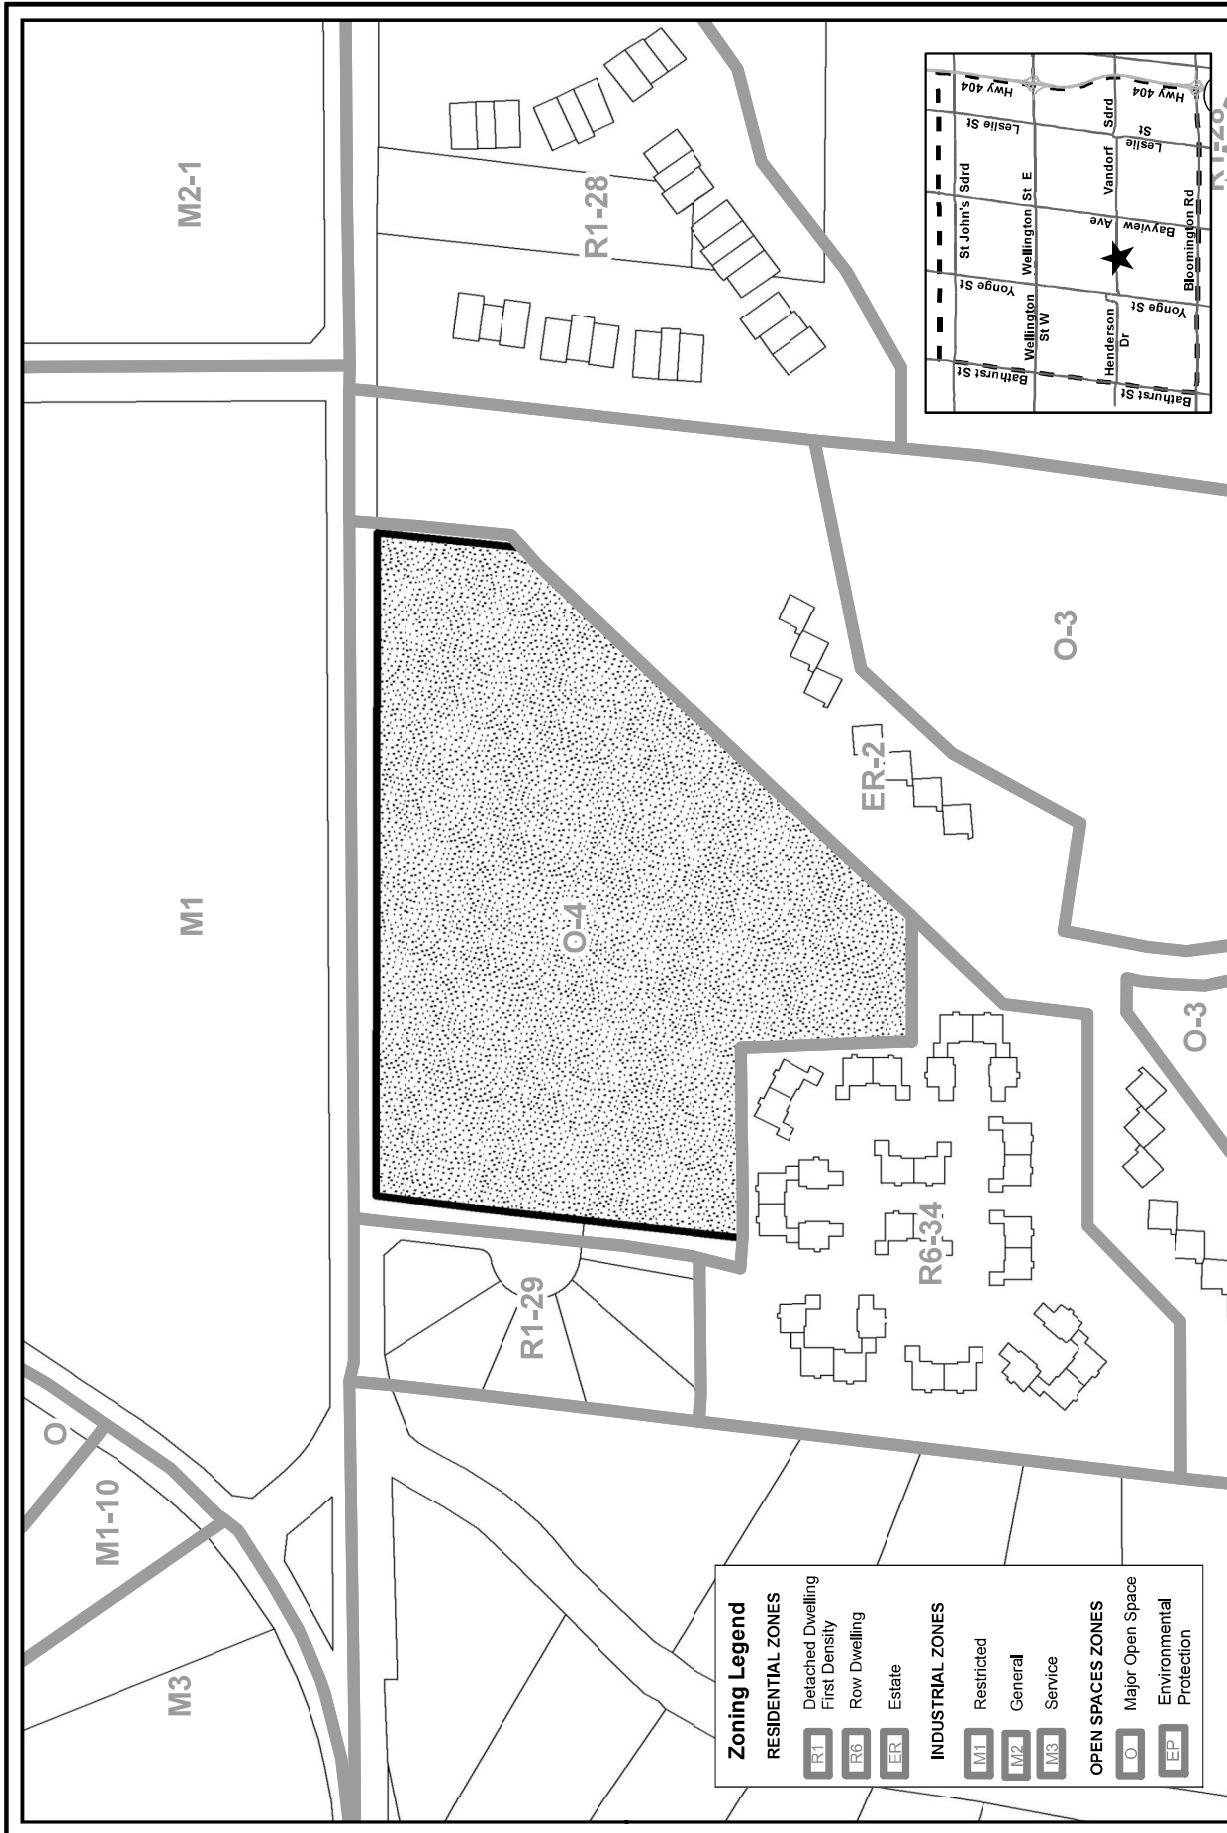 M2-1
M1
O
M1-10
M3
R1-28
O-4
O-3
ER-2
O-3
R1-29
R6-34
R1-28
St John's Sdrd
Wellington St E
Wellington
St W
Vandorf Sdrd
Henderson
Dr
Bloomington Rd
Hwy 404
Hwy 404
Leslie St
Leslie
St
Bayview
Ave
Yonge St
Yonge St
Bathurst St
Bathurst St
Bathurst St
Zoning Legend
RESIDENTIAL ZONES
R1 Detached Dwelling
First Density
R6 Row Dwelling
ER Estate
INDUSTRIAL ZONES
M1 Restricted
M2 General
M3 Service
OPEN SPACES ZONES
O Major Open Space
EP Environmental
Protection